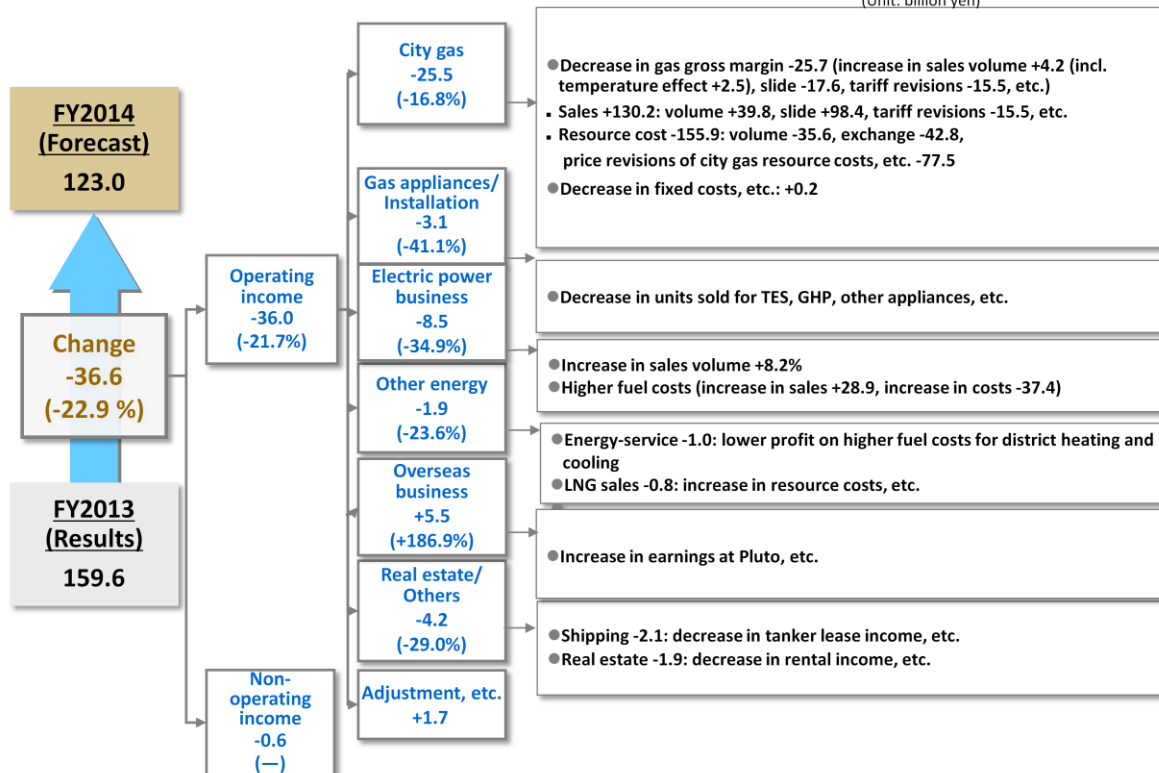 (Unit: billion yen)
FY2014
(Forecast)
123.0
Change
-36.6
(-22.9 %)
FY2013
(Results)
159.6
Operating
income
-36.0
(-21.7%)
Non-
operating
income
-0.6
(—)
City gas
-25.5
(-16.8%)
Gas appliances/
Installation
-3.1
(-41.1%)
Electric power
business
-8.5
(-34.9%)
Other energy
-1.9
(-23.6%)
Overseas
business
+5.5
(+186.9%)
Real estate/
Others
-4.2
(-29.0%)
Adjustment, etc.
+1.7
●Decrease in gas gross margin -25.7 (increase in sales volume +4.2 (incl.
temperature effect +2.5), slide -17.6, tariff revisions -15.5, etc.)
▪ Sales +130.2: volume +39.8, slide +98.4, tariff revisions -15.5, etc.
▪ Resource cost -155.9: volume -35.6, exchange -42.8,
price revisions of city gas resource costs, etc. -77.5
●Decrease in fixed costs, etc.: +0.2
●Decrease in units sold for TES, GHP, other appliances, etc.
●Increase in sales volume +8.2%
●Higher fuel costs (increase in sales +28.9, increase in costs -37.4)
●Energy-service -1.0: lower profit on higher fuel costs for district heating and
cooling
●LNG sales -0.8: increase in resource costs, etc.
●Increase in earnings at Pluto, etc.
●Shipping -2.1: decrease in tanker lease income, etc.
●Real estate -1.9: decrease in rental income, etc.